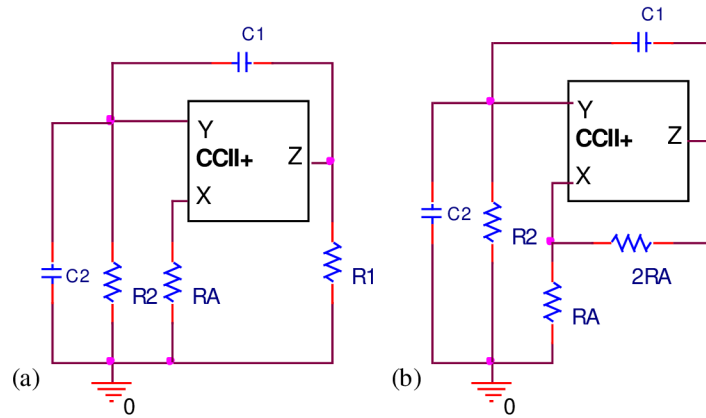 C1
Y
CCII+
Z
X
C2
R2
RA
R1
(a)
0
C1
Y
CCII+
Z
X
C2
R2
2RA
RA
(b)
0